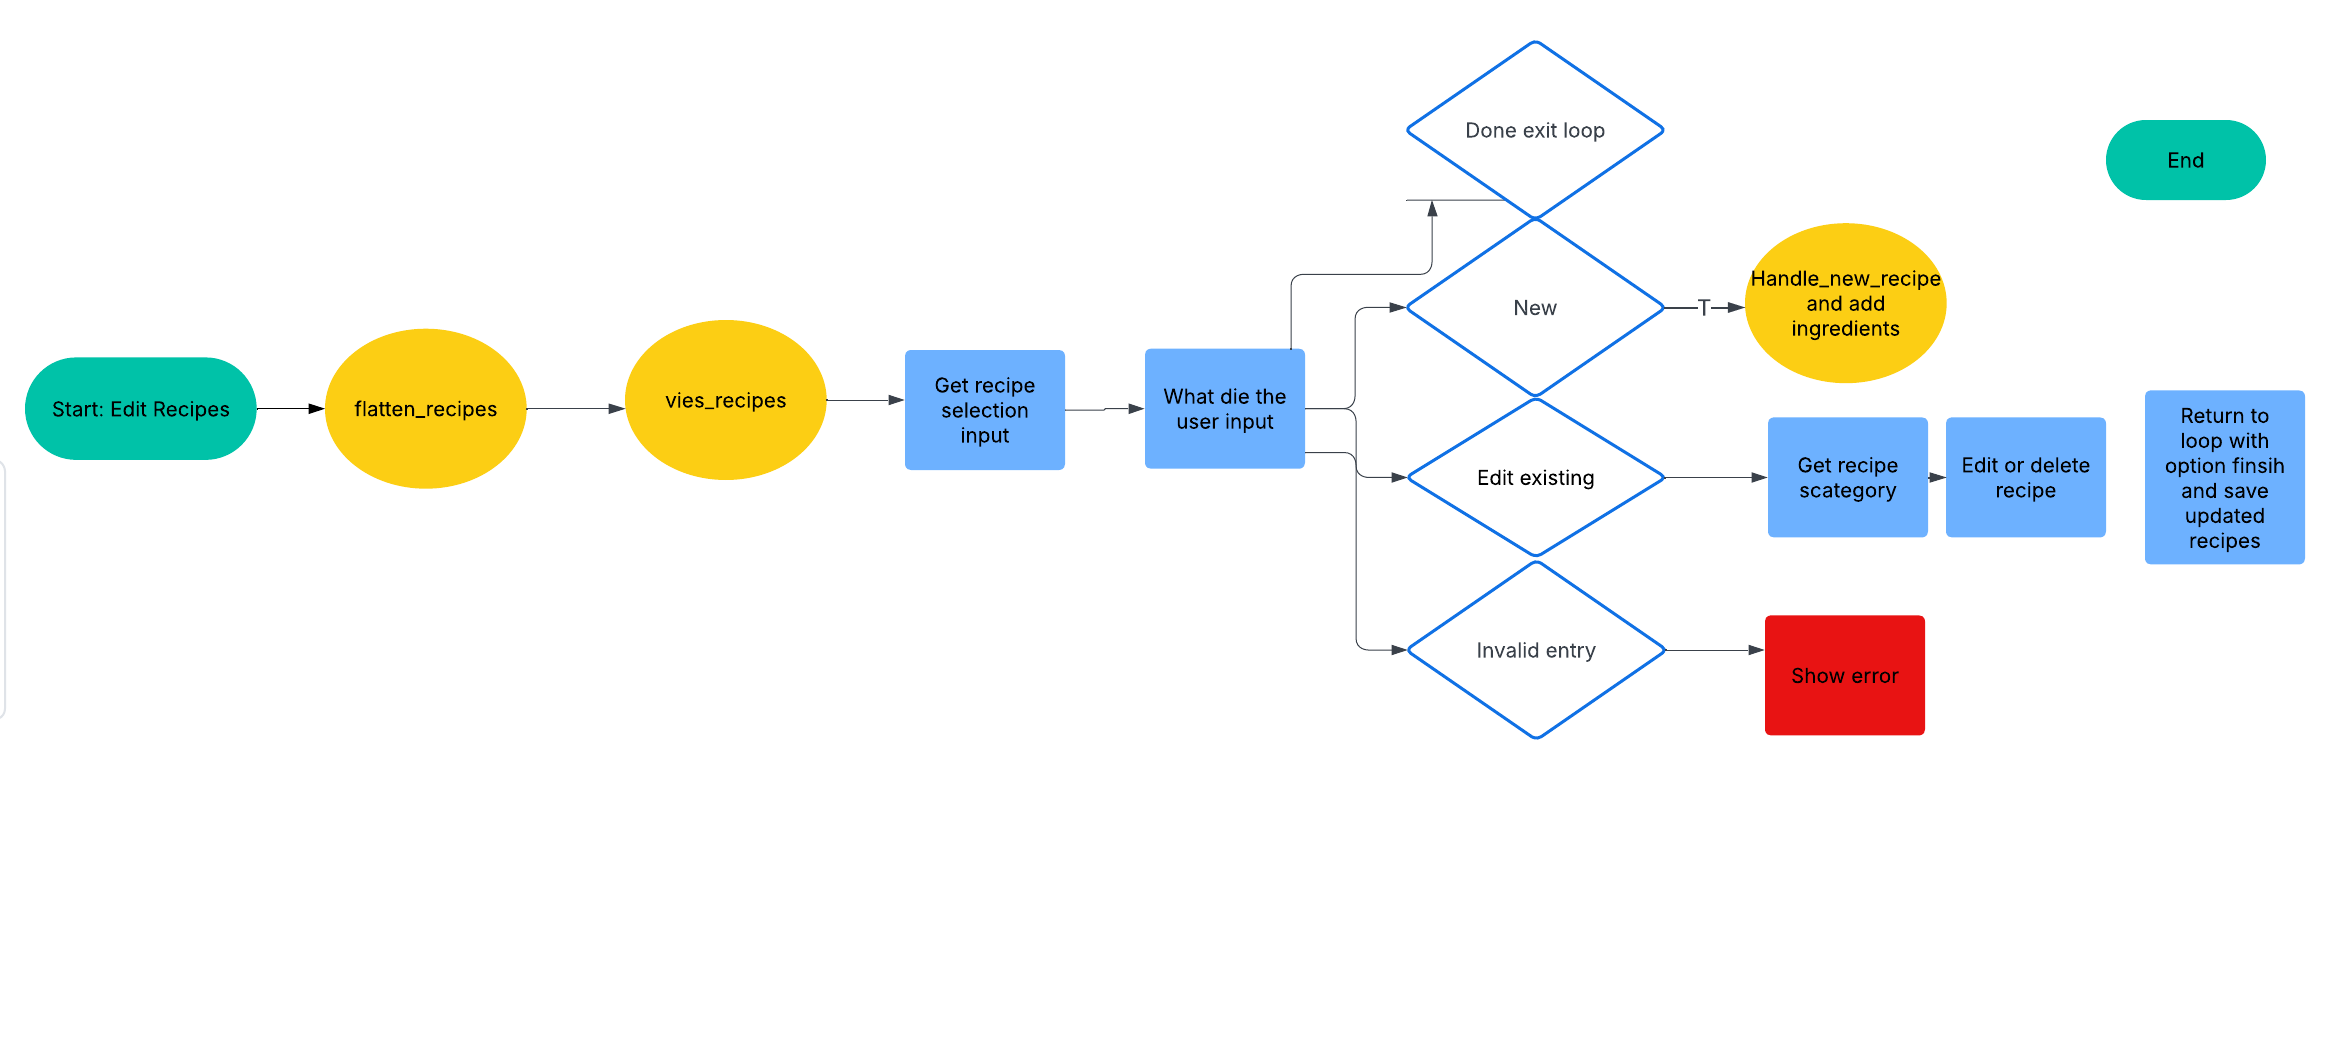 Start: Edit Recipes
flatten_recipes
vies_recipes
Get recipe
selection
input
What die the
user input
Done exit loop
New
T
Handle_new_recipe
and add
ingredients
Edit existing
Get recipe
scategory
Edit or delete
recipe
Return to
loop with
option finsih
and save
updated
recipes
Invalid entry
Show error
End